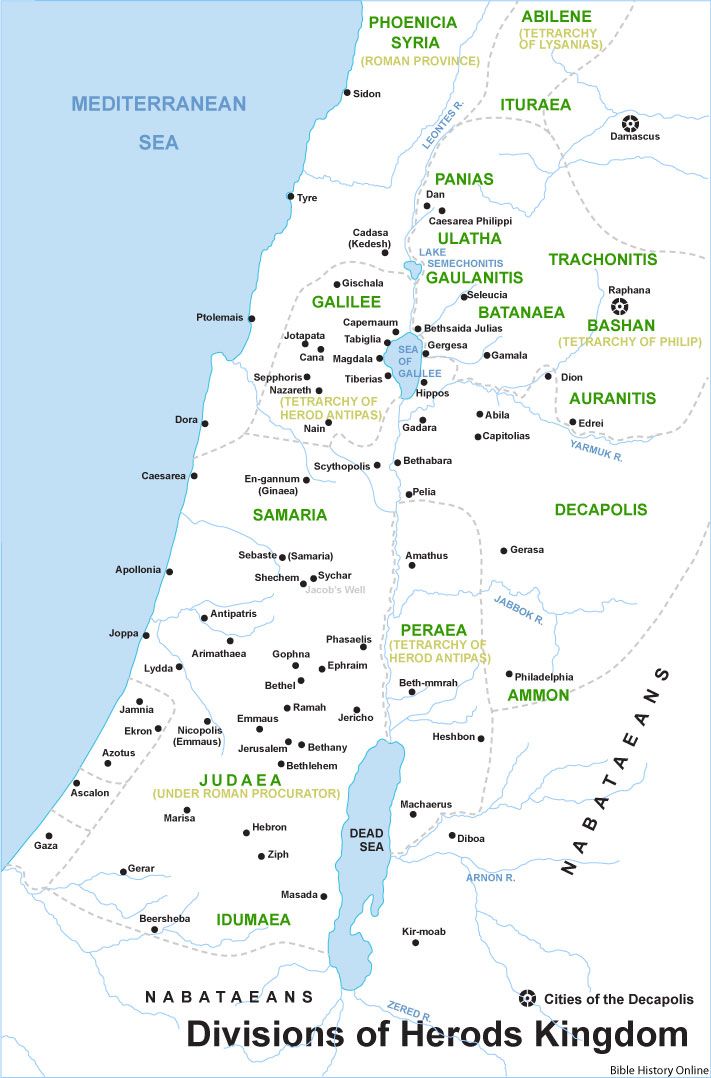 PHOENICIA
SYRIA
(ROMAN PROVINCE)
ABILENE
(TETRARCHY
OF LYSANIAS)
MEDITERRANEAN
SEA
Sidon
LEONTES R.
ITURAEA
Damascus
PANIAS
Dan
Caesarea Philippi
Tyre
Cadasa
(Kedesh)
ULATHA
LAKE
SEMECHONITIS
TRACHONITIS
GAULANITIS
Gischala
GALILEE
Seleucia
Raphana
BATANAEA
Ptolemais
Capernaum
Bethsaida Julias
BASHAN
(TETRARCHY OF PHILIP)
Jotapata
Tabiglia
Gergesa
Cana
Magdala
SEA
OF
GALILEE
Gamala
Sepphoris
Tiberias
Dion
Nazareth
Hippos
(TETRARCHY OF
HEROD ANTIPAS)
AURANITIS
Dora
Nain
Gadara
Abila
Edrei
Capitolias
YARMUK R.
Scythopolis
Bethabara
Caesarea
En-gannum
(Ginaea)
Pelia
SAMARIA
DECAPOLIS
Sebaste
(Samaria)
Amathus
Gerasa
Apollonia
Shechem
Sychar
Jacob's Well
JABBOK R.
Antipatris
Joppa
Arimathaea
Phasaelis
PERAEA
(TETRARCHY OF
HEROD ANTIPAS)
Gophna
Ephraim
Lydda
Bethel
Beth-mmrah
Philadelphia
AMMON
Jamnia
Ramah
Jericho
Ekron
Nicopolis
(Emmaus)
Emmaus
Jerusalem
Bethany
Heshbon
Azotus
Bethlehem
NABATAEANS
JUDAEA
(UNDER ROMAN PROCURATOR)
Ascalon
Marisa
Machaerus
Gaza
Hebron
DEAD
SEA
Diboa
Ziph
Gerar
ARNON R.
Masada
Beersheba
IDUMAEA
Kir-moab
NABATAEANS
ZERED R.
Cities of the Decapolis
Divisions of Herods Kingdom
Bible History Online